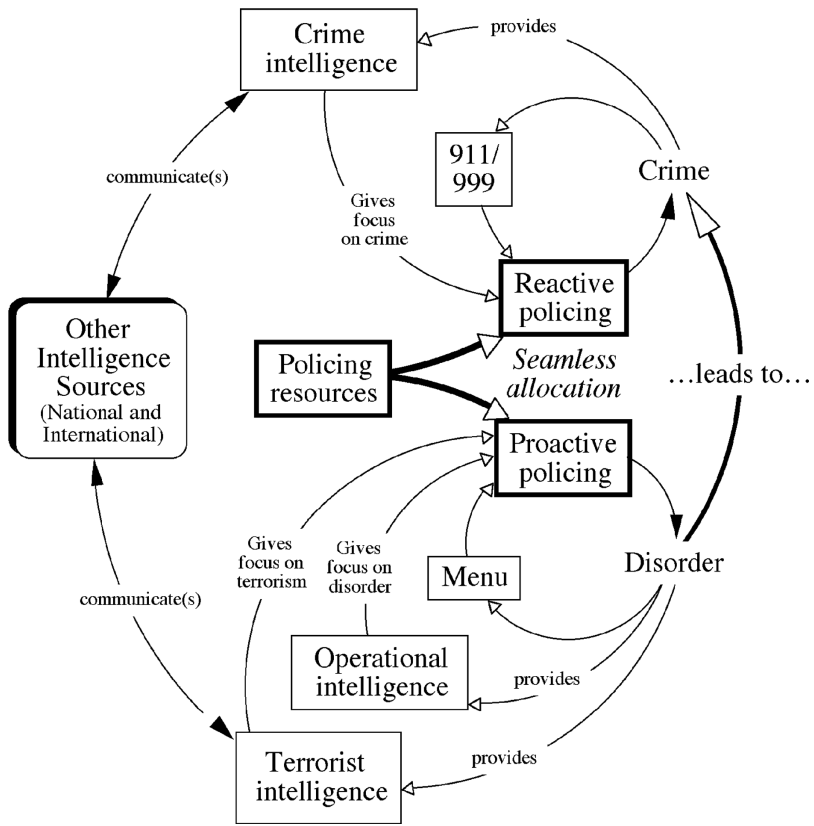 Crime
intelligence
provides
911/
999
Crime
communicate(s)
Gives
focus
on crime
Reactive
policing
Other
Intelligence
Sources
(National and
International)
Policing
resources
Seamless
allocation
…leads to…
Proactive
policing
Gives
focus on
terrorism
Gives
focus on
disorder
Menu
Disorder
communicate(s)
Operational
intelligence
provides
Terrorist
intelligence
provides